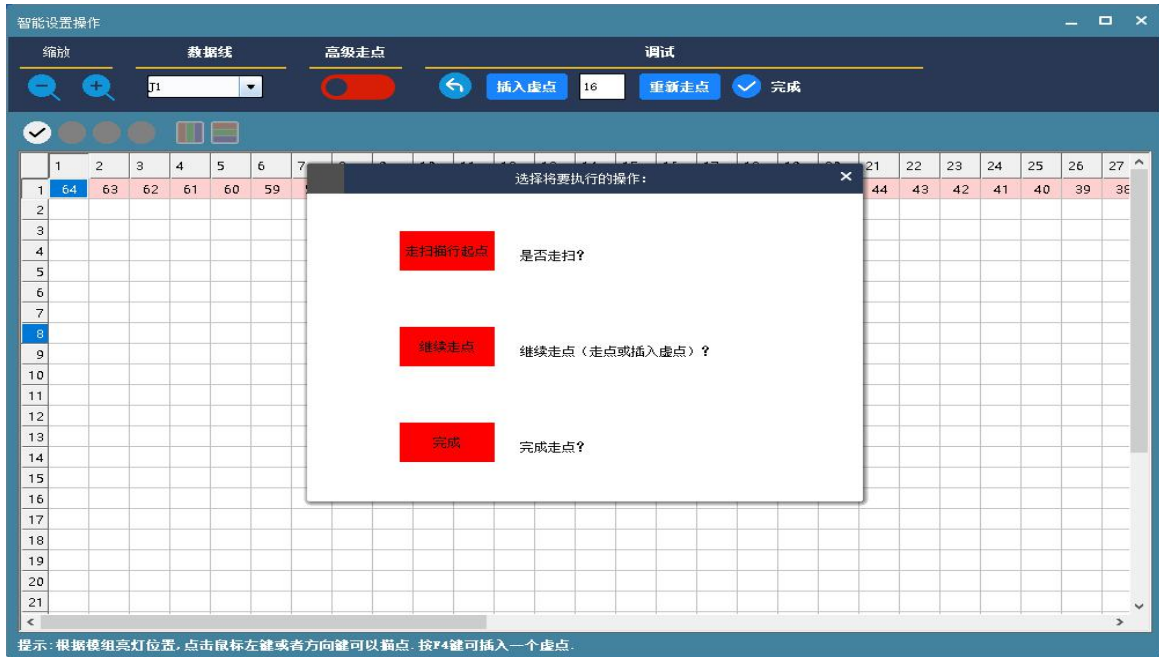 智能设置操作
缩放 数据线 高级走点 调试
J1 插入虚点 16 重新走点 完成
1 2 3 4 5 6 7 21 22 23 24 25 26 27
1 64 63 62 61 60 59 44 43 42 41 40 39 38
选择将要执行的操作：
2
3
走扫描行起点 是否走扫？
4
5
6
7
8
继续走点 继续走点（走点或插入虚点）？
9
10
11
12
完成 完成走点？
13
14
15
16
17
18
19
20
21
提示：根据模组亮灯位置，点击鼠标左键或者方向键可以描点．按F4键可插入一个虚点．